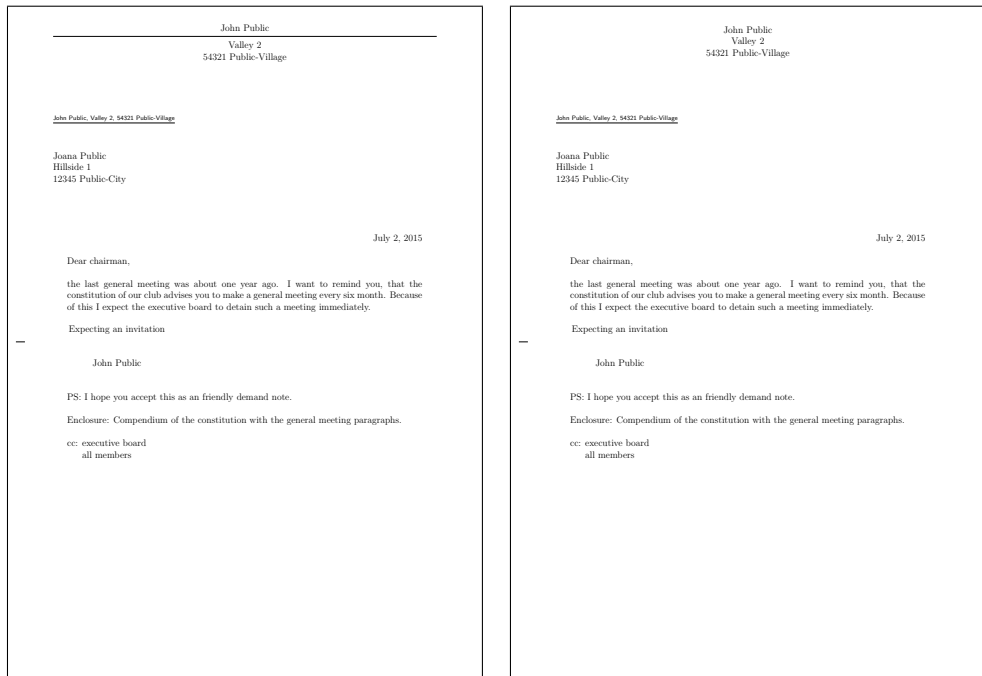 John Public
Valley 2
54321 Public-Village
John Public, Valley 2, 54321 Public-Village
Joana Public
Hillside 1
12345 Public-City
July 2, 2015
Dear chairman,
the last general meeting was about one year ago. I want to remind you, that the
constitution of our club advises you to make a general meeting every six month. Because
of this I expect the executive board to detain such a meeting immediately.
Expecting an invitation
John Public
PS: I hope you accept this as an friendly demand note.
Enclosure: Compendium of the constitution with the general meeting paragraphs.
cc: executive board
all members
John Public
Valley 2
54321 Public-Village
John Public, Valley 2, 54321 Public-Village
Joana Public
Hillside 1
12345 Public-City
July 2, 2015
Dear chairman,
the last general meeting was about one year ago. I want to remind you, that the
constitution of our club advises you to make a general meeting every six month. Because
of this I expect the executive board to detain such a meeting immediately.
Expecting an invitation
John Public
PS: I hope you accept this as an friendly demand note.
Enclosure: Compendium of the constitution with the general meeting paragraphs.
cc: executive board
all members